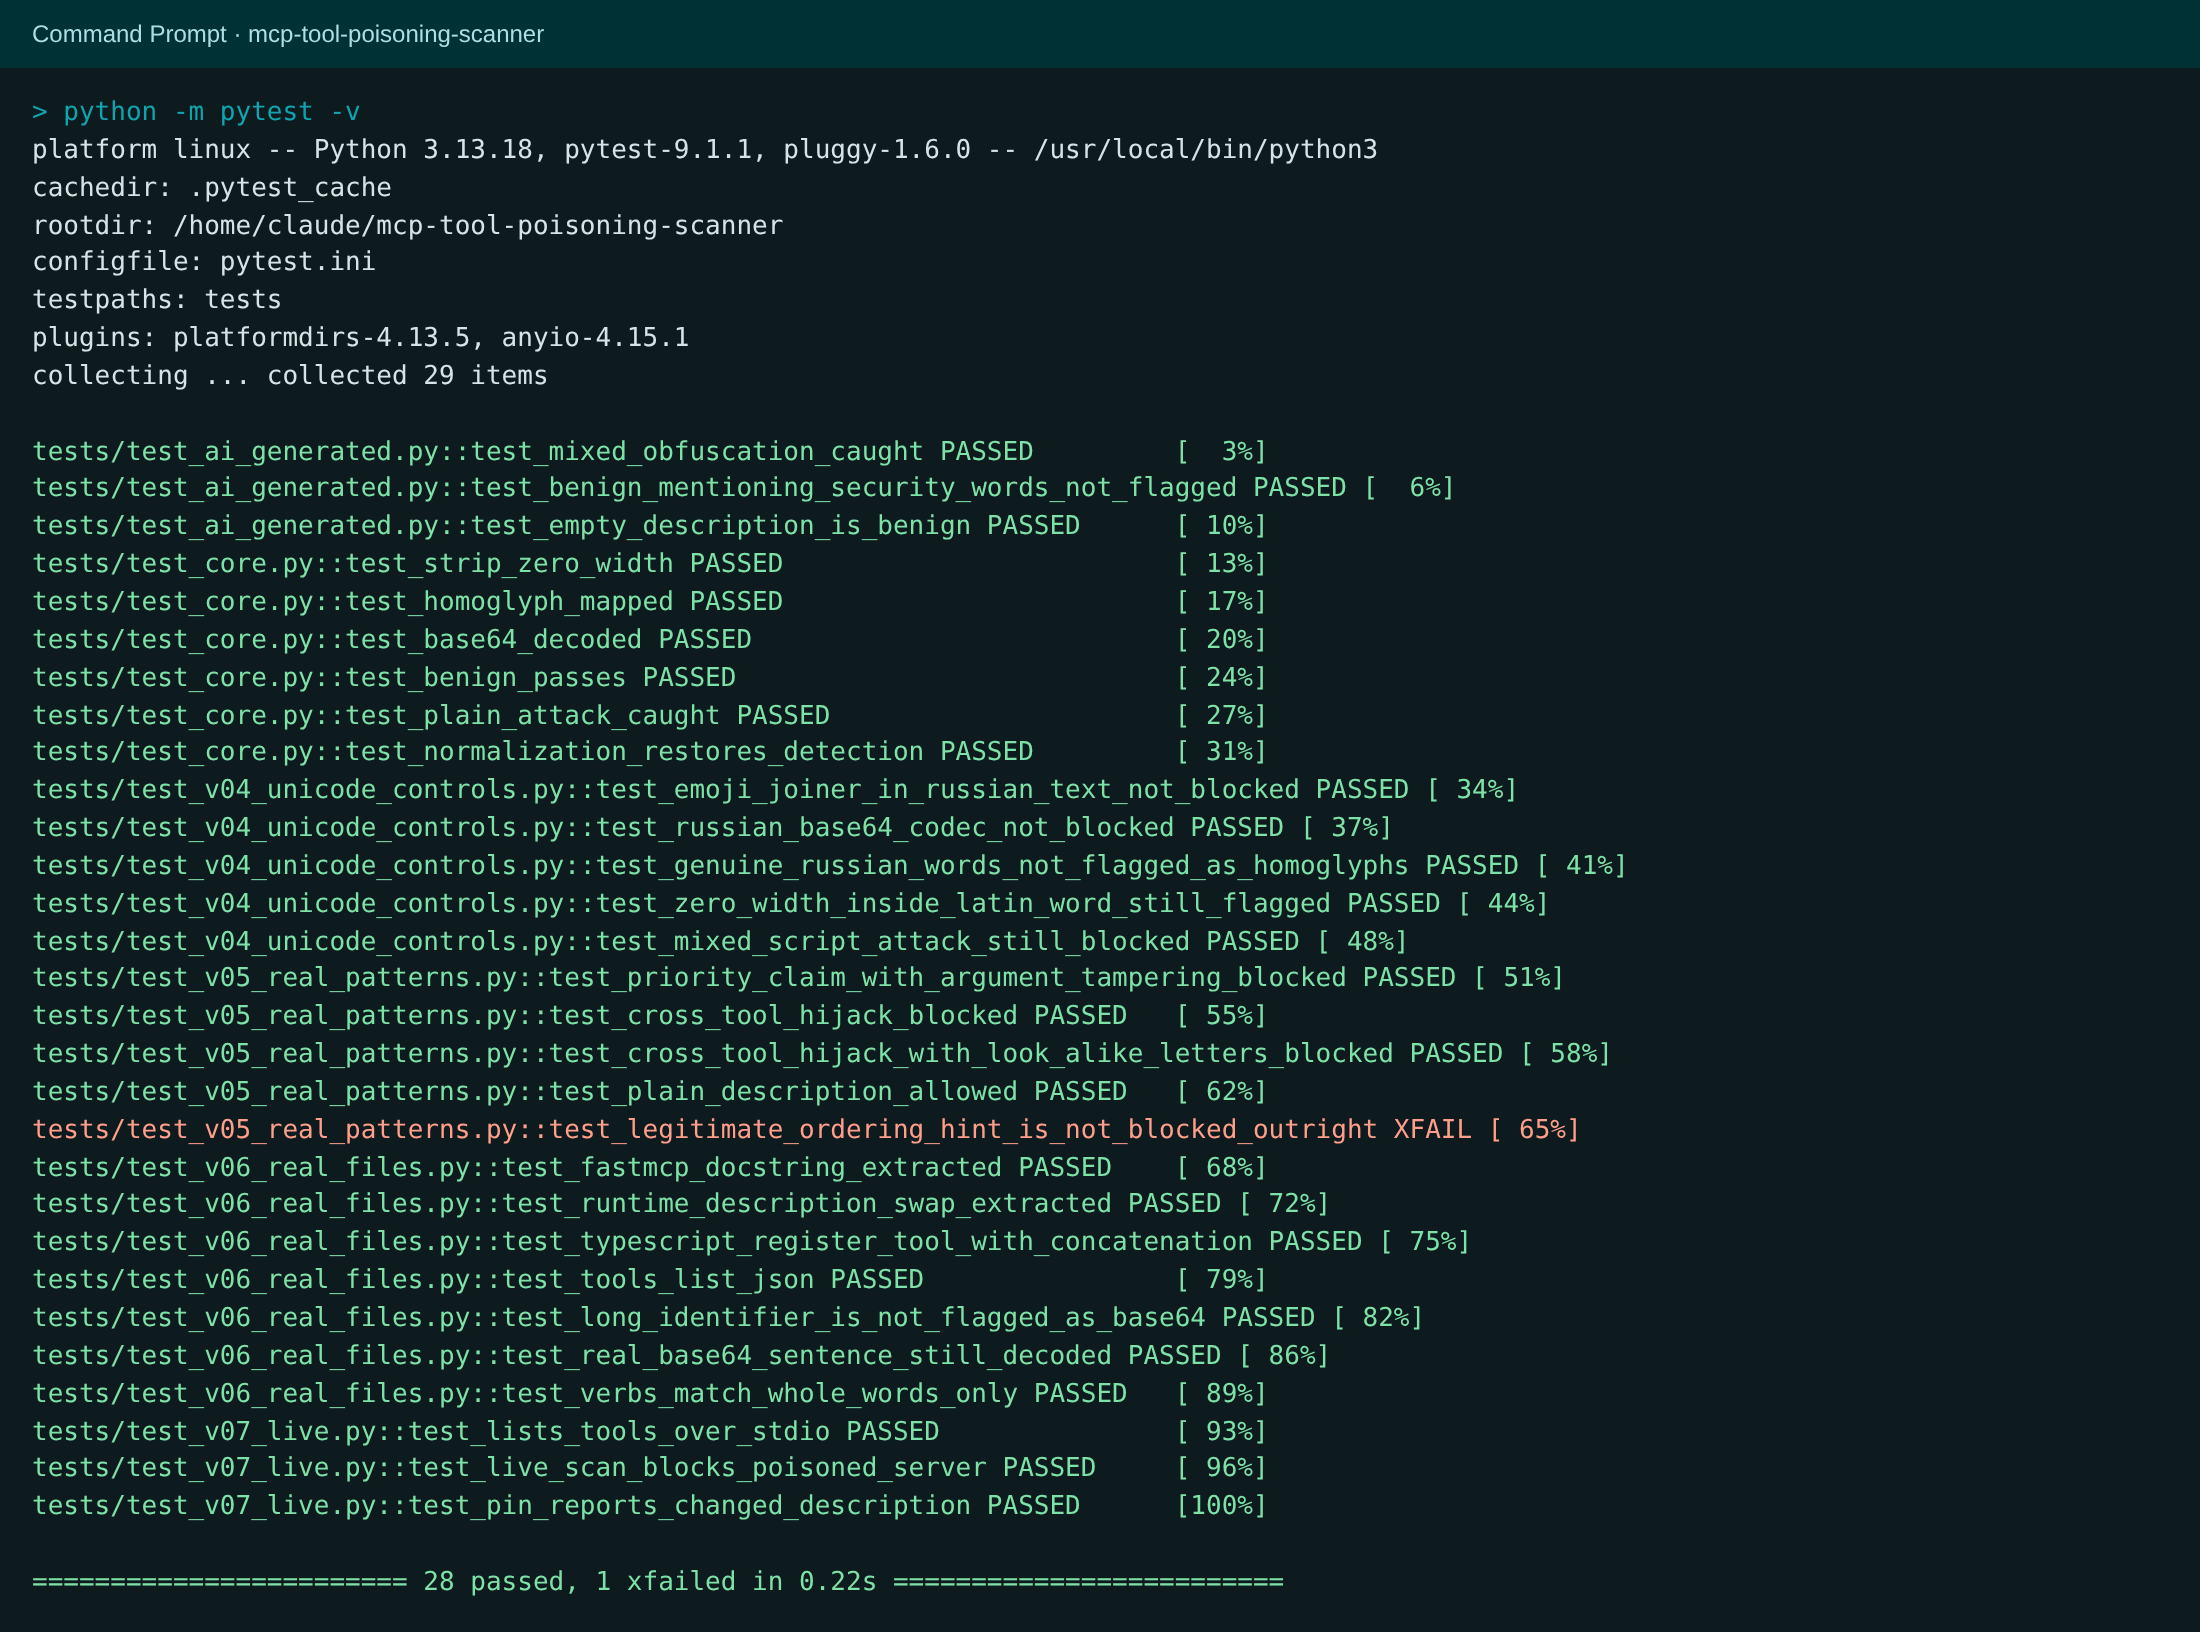 Command Prompt · mcp-tool-poisoning-scanner
> python -m pytest -v
platform linux -- Python 3.13.18, pytest-9.1.1, pluggy-1.6.0 -- /usr/local/bin/python3
cachedir: .pytest_cache
rootdir: /home/claude/mcp-tool-poisoning-scanner
configfile: pytest.ini
testpaths: tests
plugins: platformdirs-4.13.5, anyio-4.15.1
collecting ... collected 29 items
tests/test_ai_generated.py::test_mixed_obfuscation_caught PASSED         [  3%]
tests/test_ai_generated.py::test_benign_mentioning_security_words_not_flagged PASSED [  6%]
tests/test_ai_generated.py::test_empty_description_is_benign PASSED      [ 10%]
tests/test_core.py::test_strip_zero_width PASSED                         [ 13%]
tests/test_core.py::test_homoglyph_mapped PASSED                         [ 17%]
tests/test_core.py::test_base64_decoded PASSED                           [ 20%]
tests/test_core.py::test_benign_passes PASSED                            [ 24%]
tests/test_core.py::test_plain_attack_caught PASSED                      [ 27%]
tests/test_core.py::test_normalization_restores_detection PASSED         [ 31%]
tests/test_v04_unicode_controls.py::test_emoji_joiner_in_russian_text_not_blocked PASSED [ 34%]
tests/test_v04_unicode_controls.py::test_russian_base64_codec_not_blocked PASSED [ 37%]
tests/test_v04_unicode_controls.py::test_genuine_russian_words_not_flagged_as_homoglyphs PASSED [ 41%]
tests/test_v04_unicode_controls.py::test_zero_width_inside_latin_word_still_flagged PASSED [ 44%]
tests/test_v04_unicode_controls.py::test_mixed_script_attack_still_blocked PASSED [ 48%]
tests/test_v05_real_patterns.py::test_priority_claim_with_argument_tampering_blocked PASSED [ 51%]
tests/test_v05_real_patterns.py::test_cross_tool_hijack_blocked PASSED   [ 55%]
tests/test_v05_real_patterns.py::test_cross_tool_hijack_with_look_alike_letters_blocked PASSED [ 58%]
tests/test_v05_real_patterns.py::test_plain_description_allowed PASSED   [ 62%]
tests/test_v05_real_patterns.py::test_legitimate_ordering_hint_is_not_blocked_outright XFAIL [ 65%]
tests/test_v06_real_files.py::test_fastmcp_docstring_extracted PASSED    [ 68%]
tests/test_v06_real_files.py::test_runtime_description_swap_extracted PASSED [ 72%]
tests/test_v06_real_files.py::test_typescript_register_tool_with_concatenation PASSED [ 75%]
tests/test_v06_real_files.py::test_tools_list_json PASSED                [ 79%]
tests/test_v06_real_files.py::test_long_identifier_is_not_flagged_as_base64 PASSED [ 82%]
tests/test_v06_real_files.py::test_real_base64_sentence_still_decoded PASSED [ 86%]
tests/test_v06_real_files.py::test_verbs_match_whole_words_only PASSED   [ 89%]
tests/test_v07_live.py::test_lists_tools_over_stdio PASSED               [ 93%]
tests/test_v07_live.py::test_live_scan_blocks_poisoned_server PASSED     [ 96%]
tests/test_v07_live.py::test_pin_reports_changed_description PASSED      [100%]
======================== 28 passed, 1 xfailed in 0.22s =========================